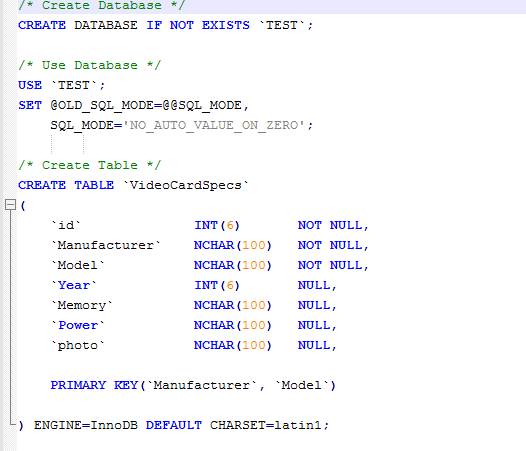 /* Create Database */
CREATE DATABASE IF NOT EXISTS `TEST`;
/* Use Database */
USE `TEST`;
SET @OLD_SQL_MODE=@@SQL_MODE,
SQL_MODE='NO_AUTO_VALUE_ON_ZERO';
/* Create Table */
CREATE TABLE `VideoCardSpecs`
(
`id` INT(6) NOT NULL,
`Manufacturer` NCHAR(100) NOT NULL,
`Model` NCHAR(100) NOT NULL,
`Year` INT(6) NULL,
`Memory` NCHAR(100) NULL,
`Power` NCHAR(100) NULL,
`photo` NCHAR(100) NULL,
PRIMARY KEY(`Manufacturer`, `Model`)
) ENGINE=InnoDB DEFAULT CHARSET=latin1;